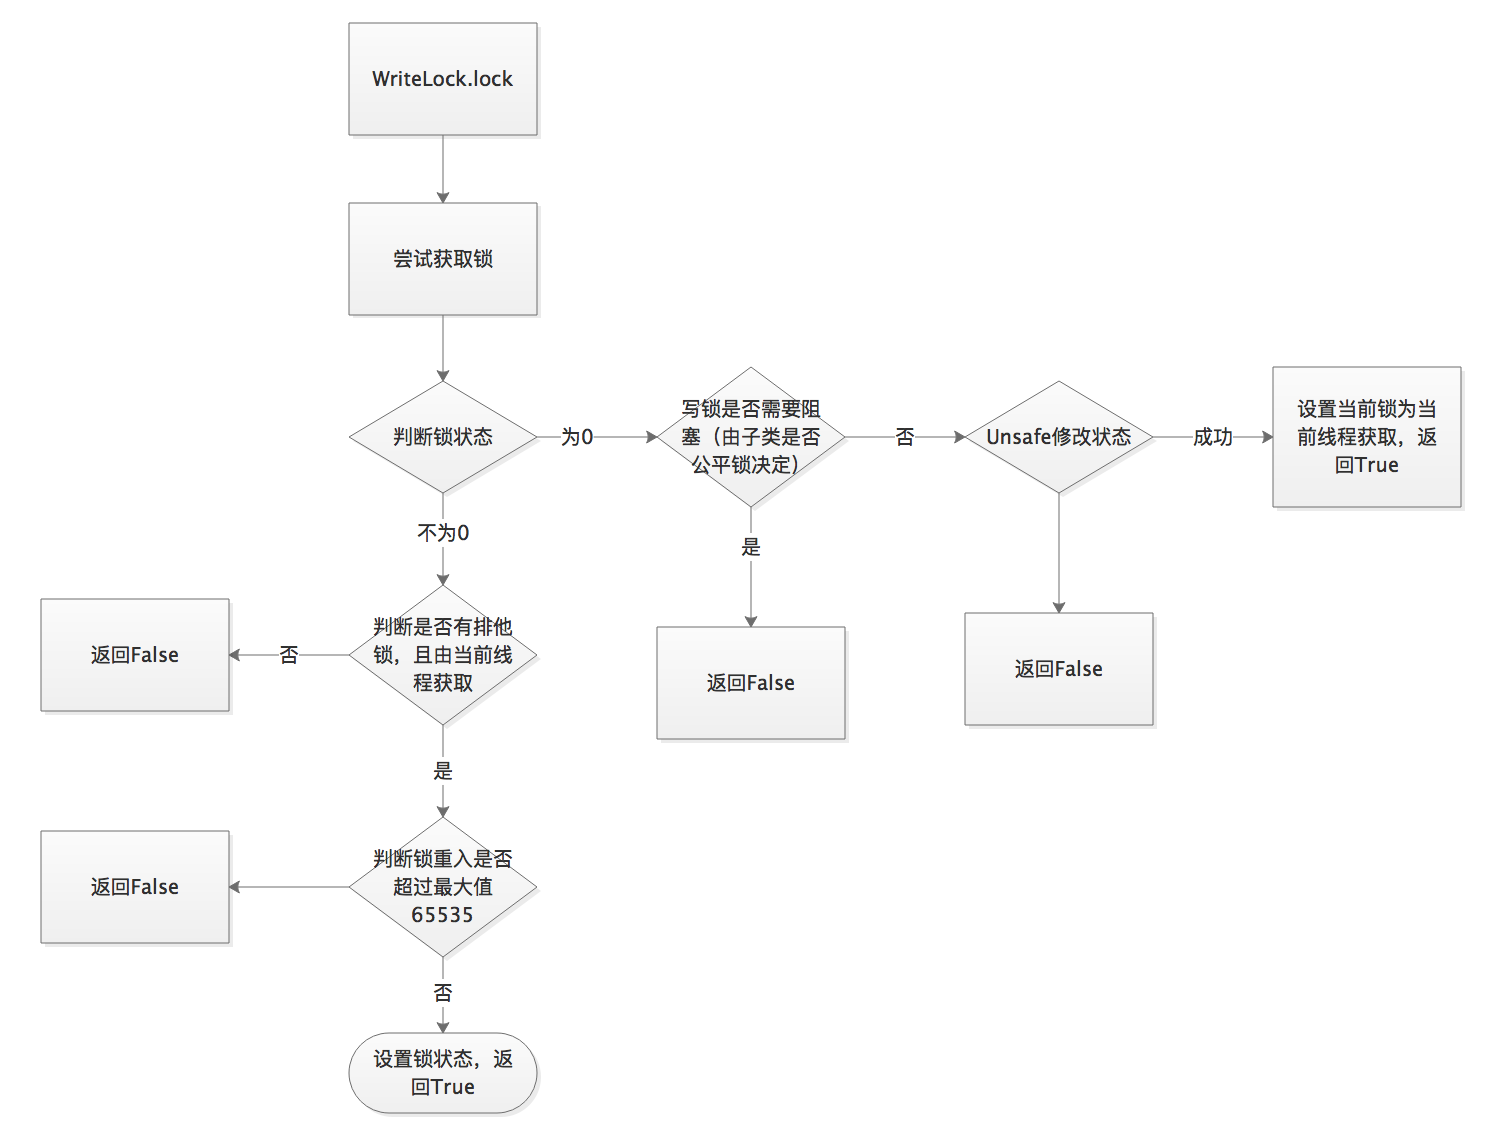 WriteLock.lock
尝试获取锁
判断锁状态
为0
写锁是否需要阻
塞（由子类是否
公平锁决定）
否
Unsafe修改状态
成功
设置当前锁为当
前线程获取，返
回True
不为0
是
返回False
返回False
判断是否有排他
锁，且由当前线
程获取
否
返回False
是
判断锁重入是否
超过最大值
65535
返回False
否
设置锁状态，返
回True